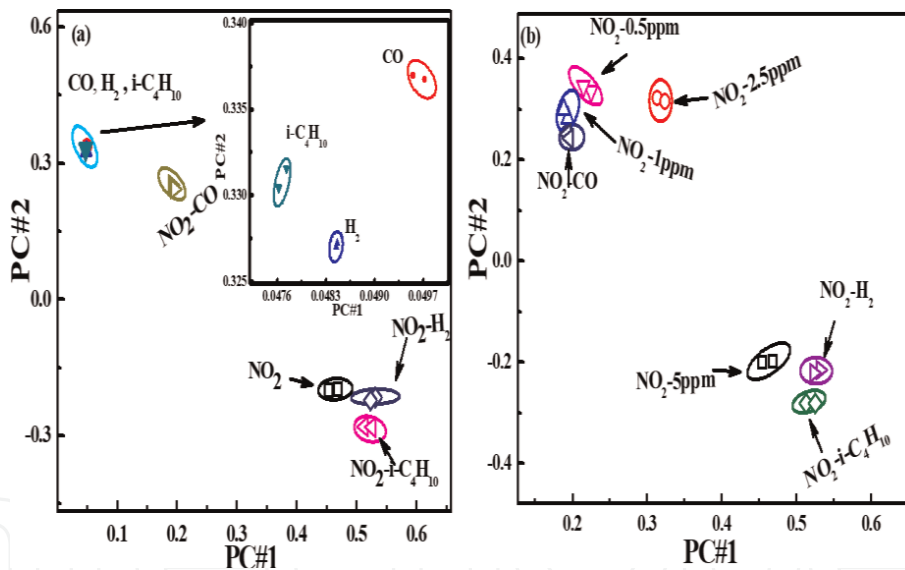 (a)
0.6
0.3
0.0
-0.3
PC#2
CO, H₂ , i-C₄H₁₀
NO₂-CO
NO₂
NO₂-H₂
NO₂-i-C₄H₁₀
0.1 0.2 0.3 0.4 0.5 0.6
PC#1
0.340
0.335
0.330
0.325
PC#2
CO
i-C₄H₁₀
H₂
0.0476 0.0483 0.0490 0.0497
PC#1
(b)
0.4
0.2
0.0
-0.2
-0.4
PC#2
NO₂-0.5ppm
NO₂-2.5ppm
NO₂-1ppm
NO₂-CO
NO₂-H₂
NO₂-5ppm
NO₂-i-C₄H₁₀
0.2 0.3 0.4 0.5 0.6
PC#1